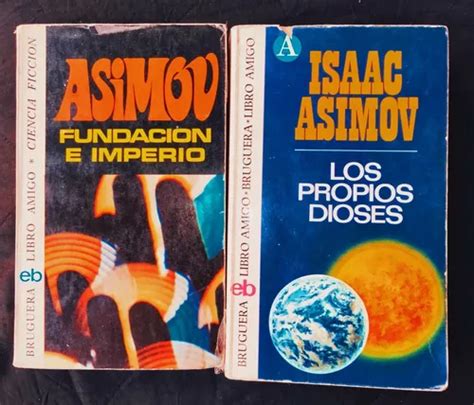 BRUGUERA · LIBRO AMIGO * CIENCIA FICCION
eb
ASiMOV
FUNDACIÓN
E IMPERIO
BRUGUERA · LIBRO AMIGO · BRUGUERA · LIBRO AMIGO
eb
A
ISAAC
ASIMOV
LOS
PROPIOS
DIOSES